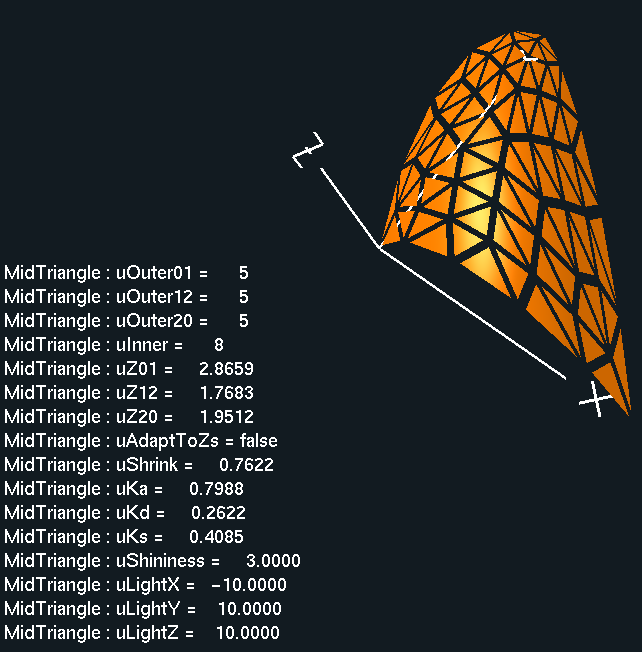 Y
Z
MidTriangle : uOuter01 = 5
MidTriangle : uOuter12 = 5
MidTriangle : uOuter20 = 5
MidTriangle : uInner = 8
MidTriangle : uZ01 = 2.8659
MidTriangle : uZ12 = 1.7683
MidTriangle : uZ20 = 1.9512
X
MidTriangle : uAdaptToZs = false
MidTriangle : uShrink = 0.7622
MidTriangle : uKa = 0.7988
MidTriangle : uKd = 0.2622
MidTriangle : uKs = 0.4085
MidTriangle : uShininess = 3.0000
MidTriangle : uLightX = −10.0000
MidTriangle : uLightY = 10.0000
MidTriangle : uLightZ = 10.0000